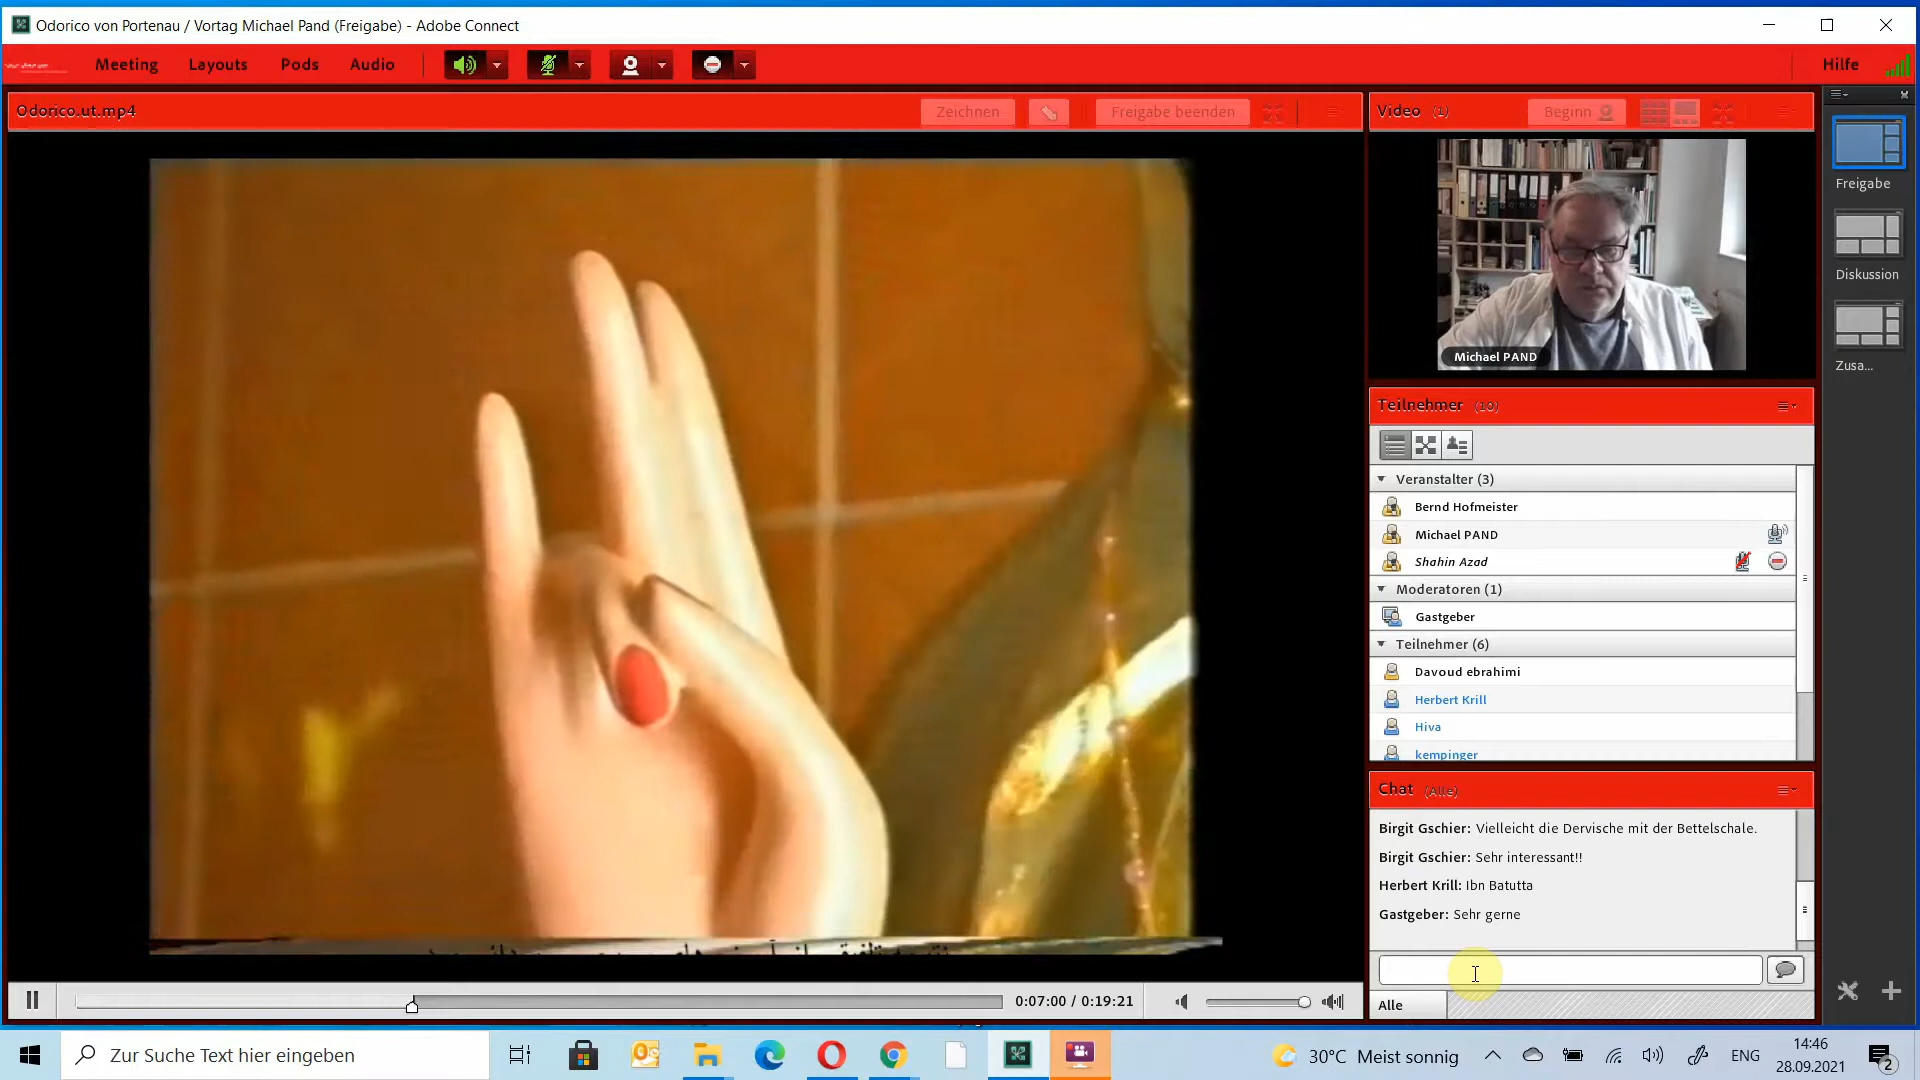 Odorico von Portenau / Vortag Michael Pand (Freigabe) - Adobe Connect
Meeting Layouts Pods Audio
Hilfe
Odorico.ut.mp4
Zeichnen
Freigabe beenden
Video (1)
Beginn
Michael PAND
Teilnehmer (10)
Veranstalter (3)
Bernd Hofmeister
Michael PAND
Shahin Azad
Moderatoren (1)
Gastgeber
Teilnehmer (6)
Davoud ebrahimi
Herbert Krill
Hiva
kempinger
Chat (Alle)
Birgit Gschier: Vielleicht die Dervische mit der Bettelschale.
Birgit Gschier: Sehr interessant!!
Herbert Krill: Ibn Batutta
Gastgeber: Sehr gerne
Alle
Freigabe
Diskussion
Zusa...
0:07:00 / 0:19:21
Zur Suche Text hier eingeben
30°C Meist sonnig
ENG
14:46
28.09.2021
2